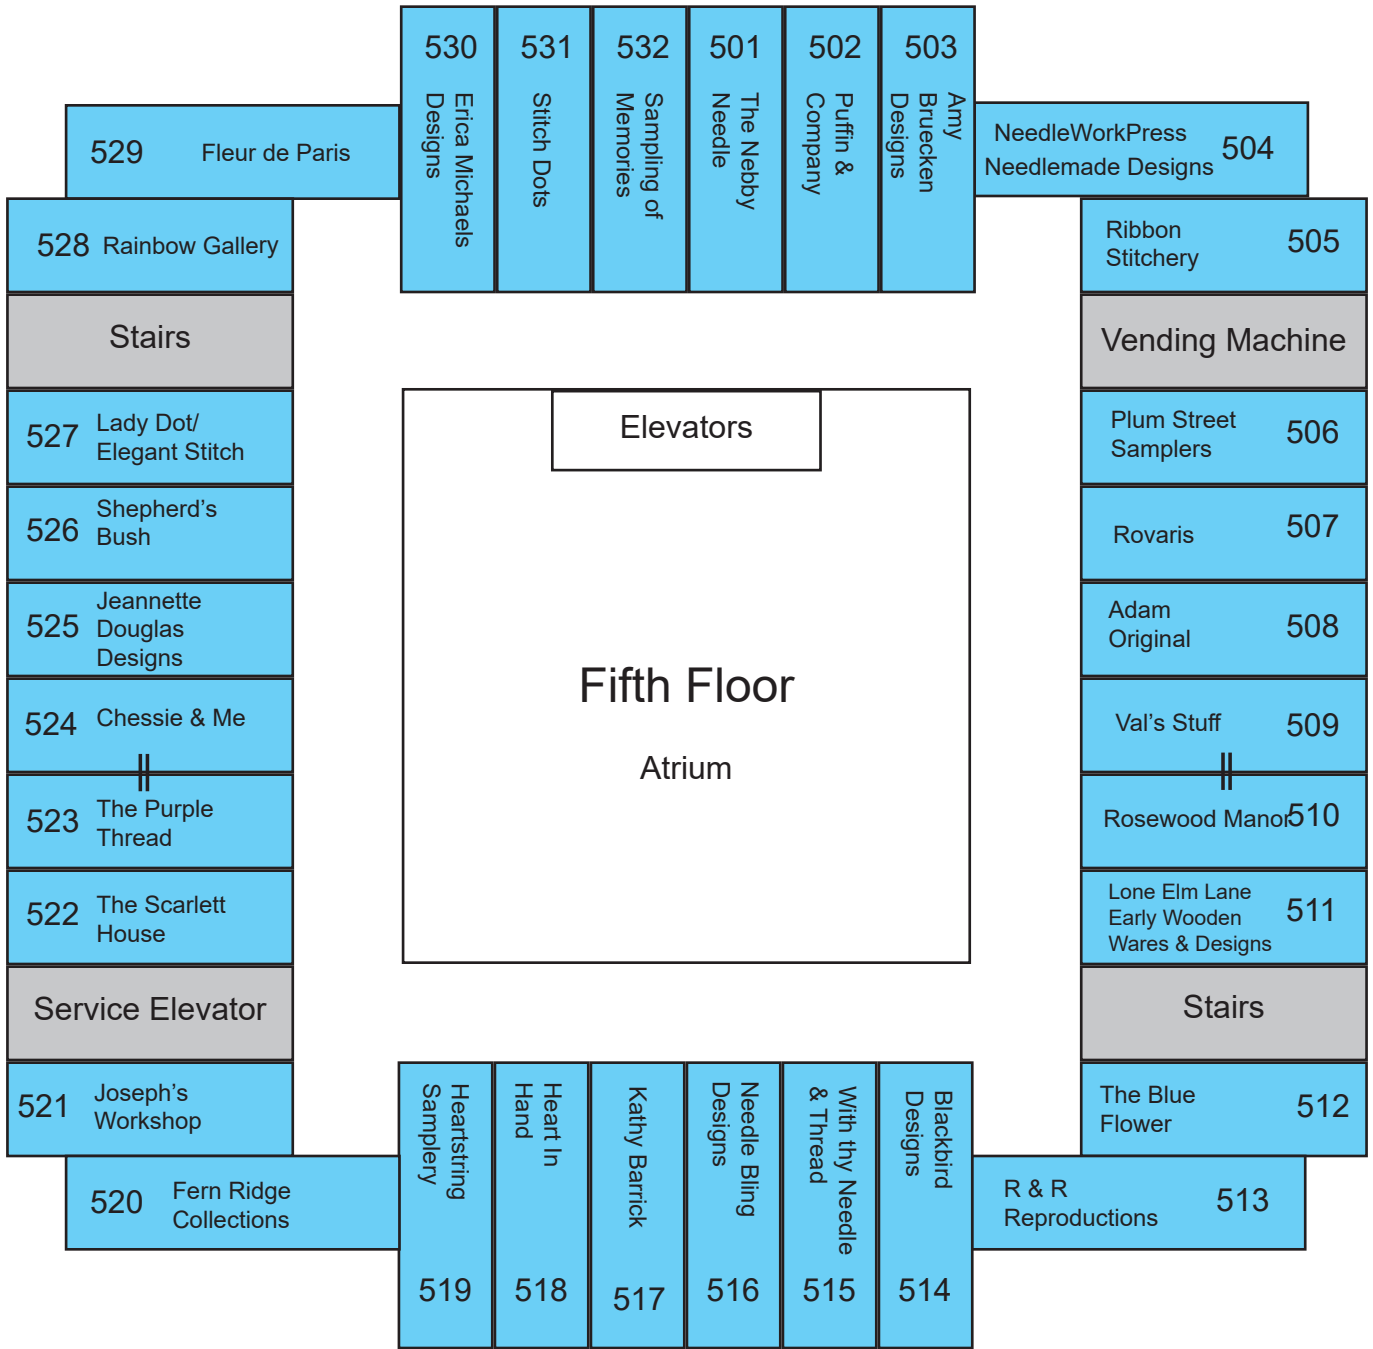 530
Erica Michaels
Designs
531
Stitch Dots
532
Sampling of
Memories
501
The Nebby
Needle
502
Puffin &
Company
503
Amy
Bruecken
Designs
529 Fleur de Paris
NeedleWorkPress
Needlemade Designs 504
528 Rainbow Gallery
Ribbon
Stitchery
505
Stairs
Vending Machine
Elevators
527
Lady Dot/
Elegant Stitch
Plum Street
Samplers
506
526
Shepherd's
Bush
Rovaris 507
525
Jeannette
Douglas
Designs
Adam
Original
508
Fifth Floor
Atrium
524 Chessie & Me
Val's Stuff 509
523
The Purple
Thread
Rosewood Manor 510
522
The Scarlett
House
Lone Elm Lane
Early Wooden
Wares & Designs
511
Service Elevator
Stairs
521
Joseph's
Workshop
The Blue
Flower
512
520
Fern Ridge
Collections
Heartstring
Samplery
519
Heart In
Hand
518
Kathy Barrick
517
Needle Bling
Designs
516
With thy Needle
& Thread
515
Blackbird
Designs
514
R & R
Reproductions
513